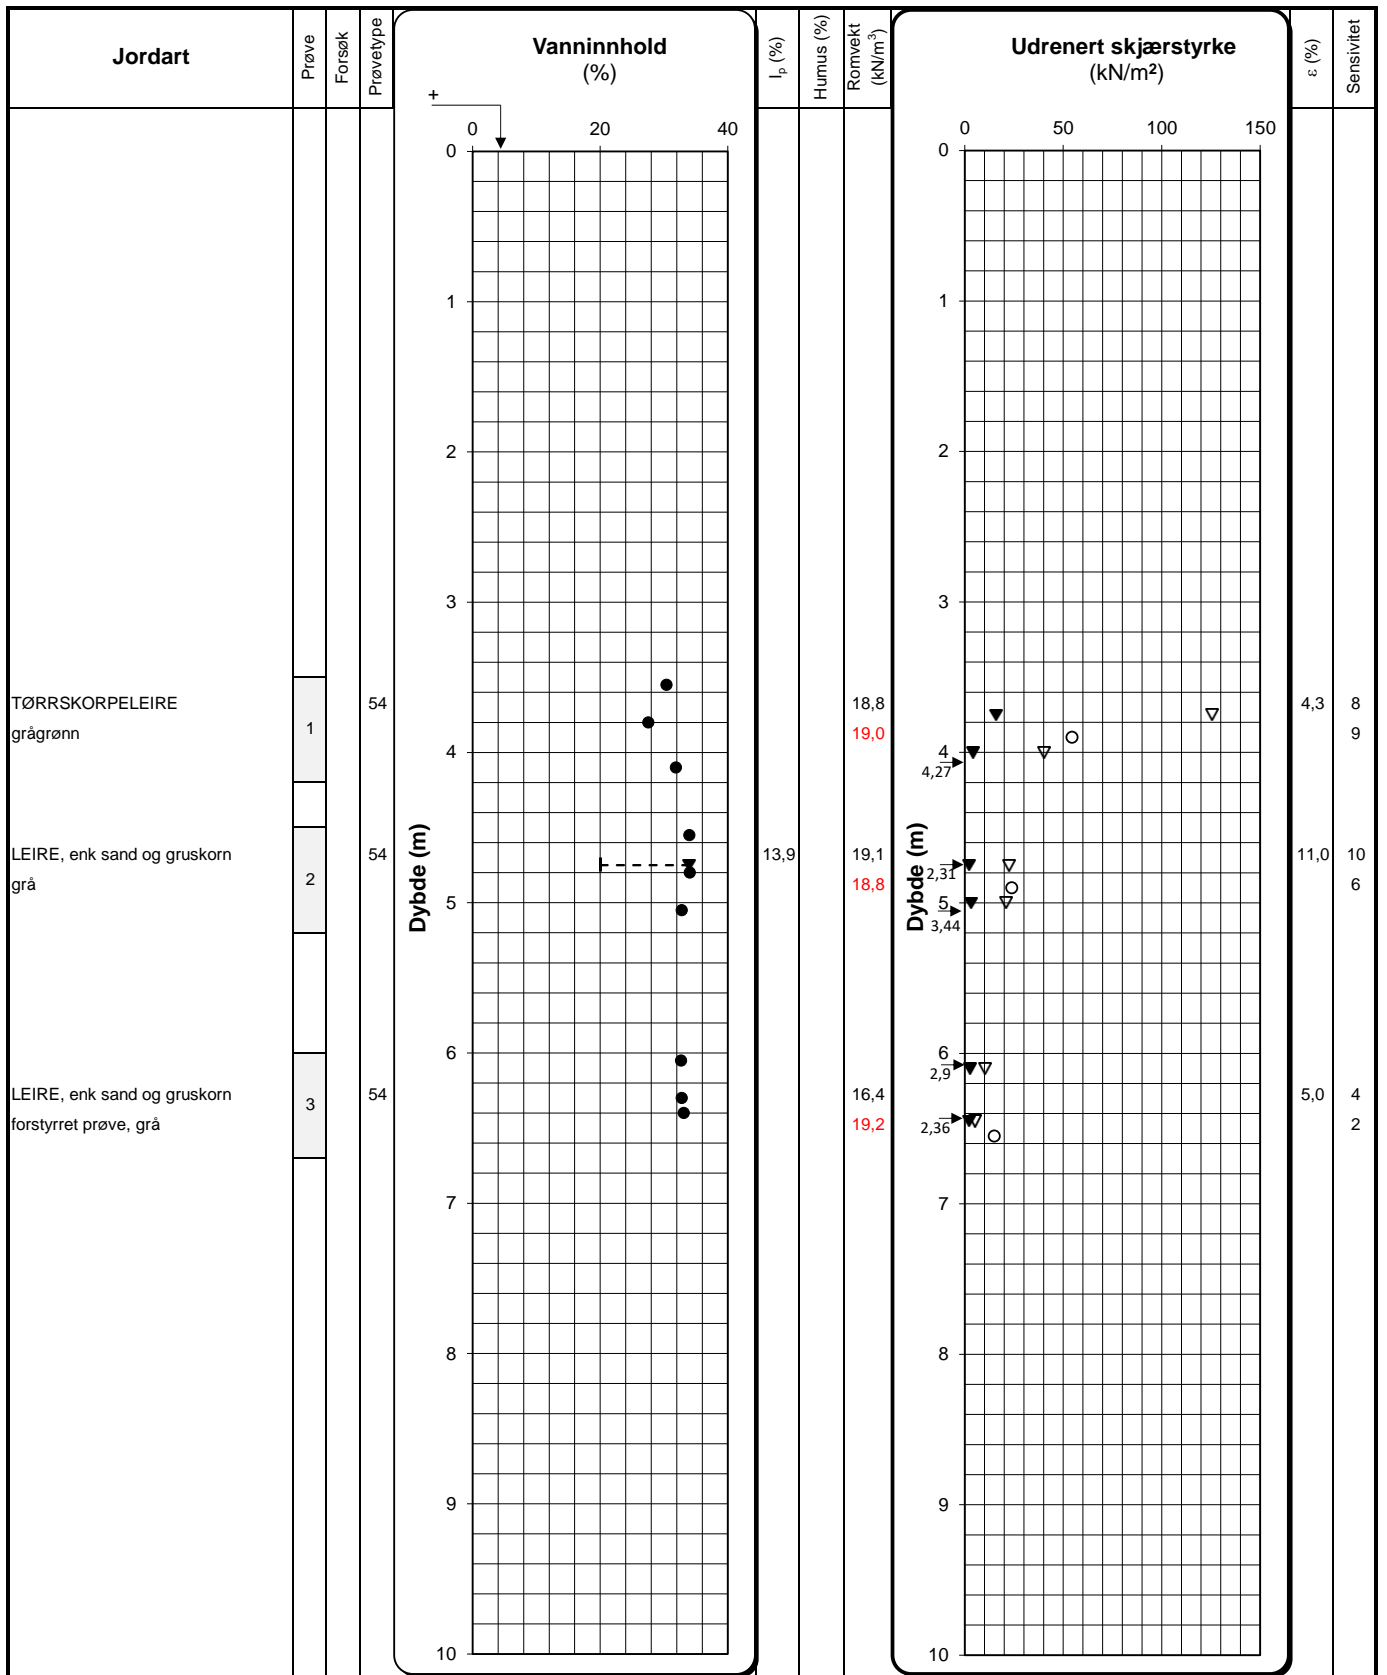 Jordart
Prøve
Forsøk
Prøvetype
Vanninnhold
(%)
+
I_p (%)
Humus (%)
Romvekt
(kN/m³)
Udrenert skjærstyrke
(kN/m²)
ε (%)
Sensivitet
0 20 40
0 50 100 150
0
1
2
3
4
5
6
7
8
9
10
Dybde (m)
0
1
2
3
4
5
6
7
8
9
10
Dybde (m)
TØRRSKORPELEIRE
grågrønn
1
54
18,8
19,0
4,27
4,3
8
9
LEIRE, enk sand og gruskorn
grå
2
54
13,9
19,1
18,8
2,31
3,44
11,0
10
6
LEIRE, enk sand og gruskorn
forstyrret prøve, grå
3
54
16,4
19,2
2,9
2,36
5,0
4
2